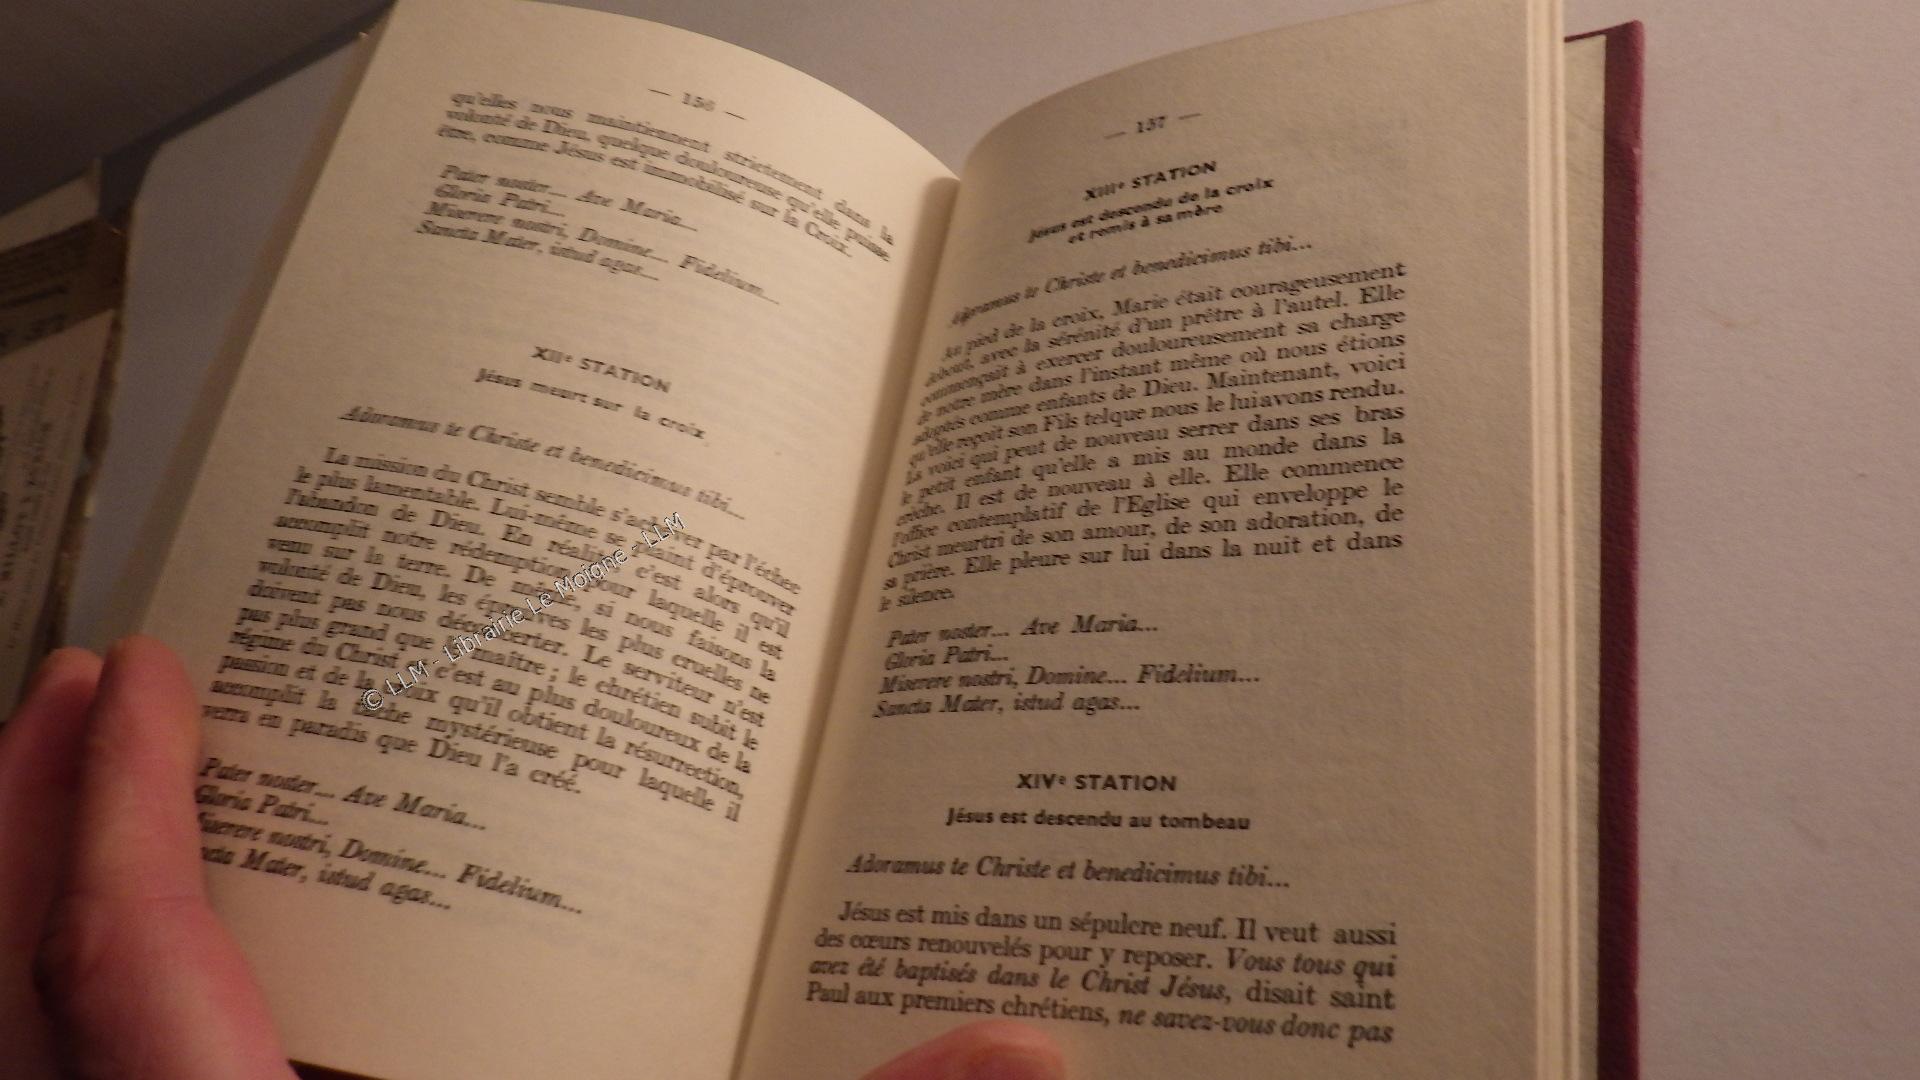 — 156 —
qu'elles nous maintiennent strictement dans la
volonté de Dieu, quelque douloureuse qu'elle puisse
être, comme Jésus est immobilisé sur la Croix.
Pater noster... Ave Maria...
Gloria Patri...
Miserere nostri, Domine... Fidelium...
Sancta Mater, istud agas...
XIIe STATION
Jésus meurt sur la croix
Adoramus te Christe et benedicimus tibi...
La mission du Christ semble s'achever par l'échec
le plus lamentable. Lui-même se plaint d'éprouver
l'abandon de Dieu. En réalité, c'est alors qu'il
accomplit notre rédemption pour laquelle il est
venu sur la terre. De même, si nous faisons la
volonté de Dieu, les épreuves les plus cruelles ne
doivent pas nous déconcerter. Le serviteur n'est
pas plus grand que le maître ; le chrétien subit le
régime du Christ, et c'est au plus douloureux de la
passion et de la croix qu'il obtient la résurrection,
accomplit la tâche mystérieuse pour laquelle il
verra en paradis que Dieu l'a créé.
Pater noster... Ave Maria...
Gloria Patri...
Miserere nostri, Domine... Fidelium...
Mater, istud agas...
© LLM - Librairie Le Moigne - LLM
— 157 —
XIIIe STATION
Jésus est descendu de la croix
et remis à sa mère
Adoramus te Christe et benedicimus tibi...
Au pied de la croix, Marie était courageusement
debout, avec la sérénité d'un prêtre à l'autel. Elle
commençait à exercer douloureusement sa charge
de notre mère dans l'instant même où nous étions
adoptés comme enfants de Dieu. Maintenant, voici
qu'elle reçoit son Fils tel que nous le lui avons rendu.
La voici qui peut de nouveau serrer dans ses bras
le petit enfant qu'elle a mis au monde dans la
crèche. Il est de nouveau à elle. Elle commence
l'office contemplatif de l'Eglise qui enveloppe le
Christ meurtri de son amour, de son adoration, de
sa prière. Elle pleure sur lui dans la nuit et dans
le silence.
Pater noster... Ave Maria...
Gloria Patri...
Miserere nostri, Domine... Fidelium...
Sancta Mater, istud agas...
XIVe STATION
Jésus est descendu au tombeau
Adoramus te Christe et benedicimus tibi...
Jésus est mis dans un sépulcre neuf. Il veut aussi
des cœurs renouvelés pour y reposer. Vous tous qui
avez été baptisés dans le Christ Jésus, disait saint
Paul aux premiers chrétiens, ne savez-vous donc pas